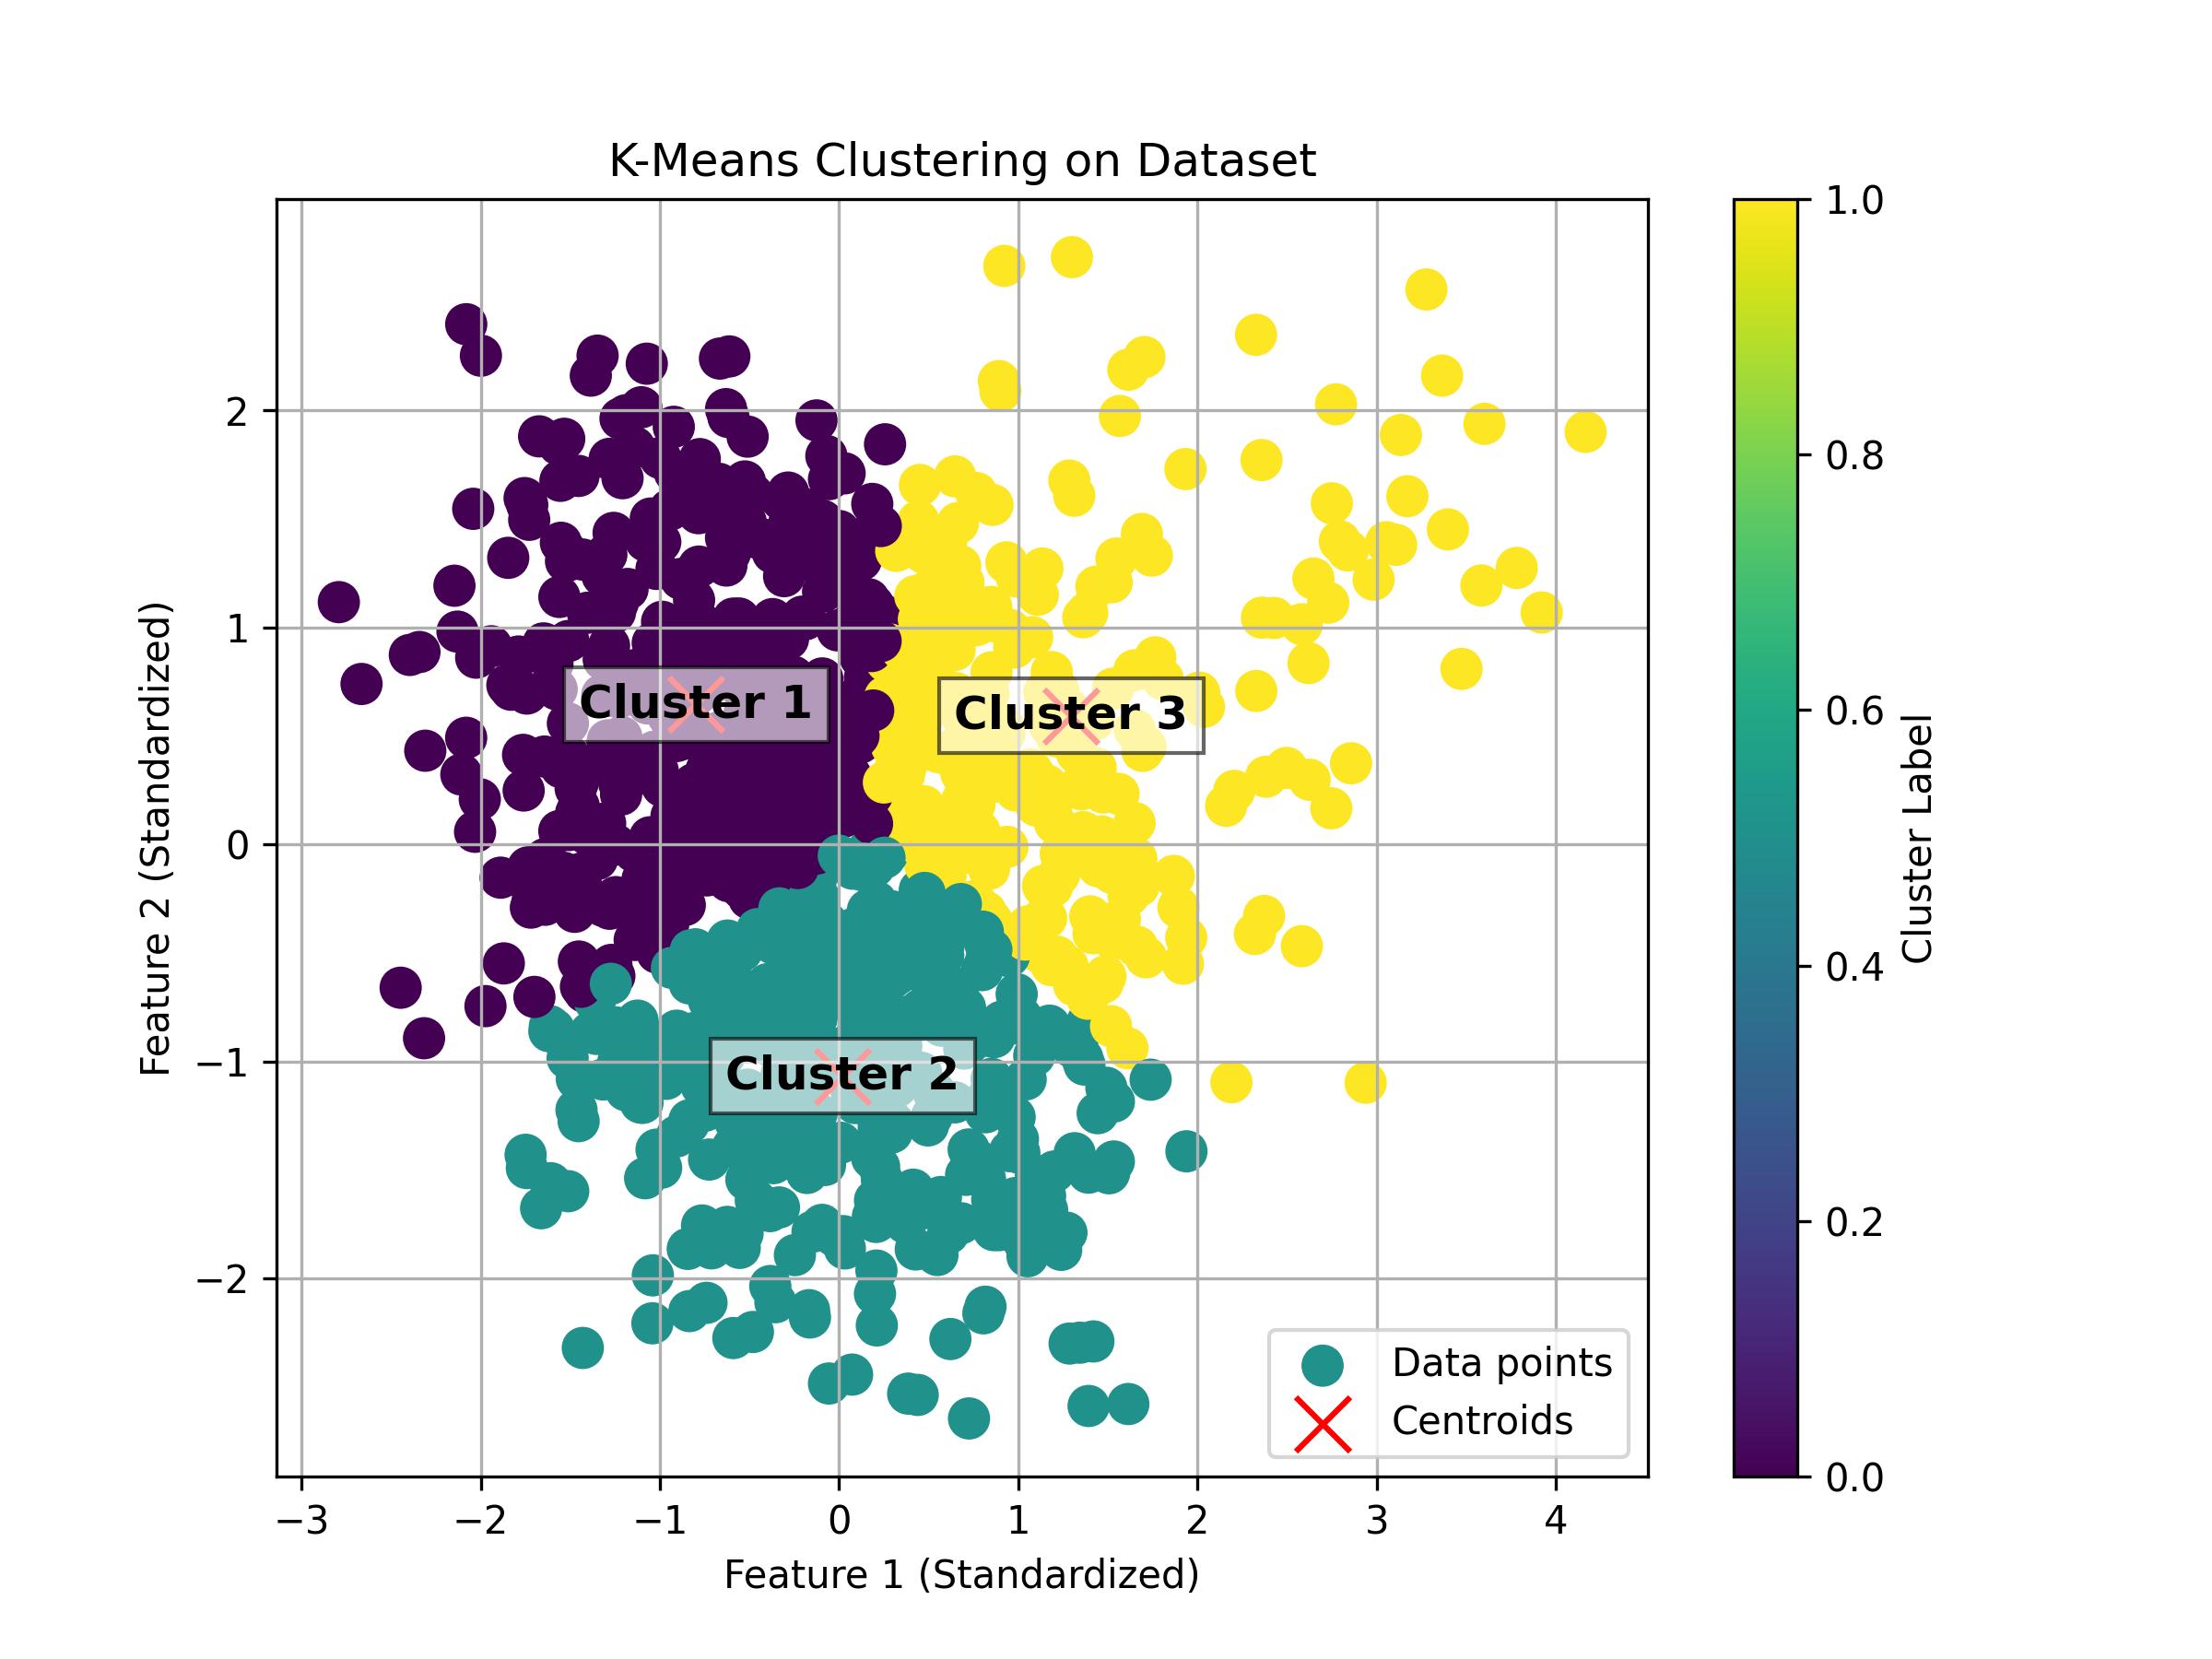 K-Means Clustering on Dataset
Feature 2 (Standardized)
2
1
0
−1
−2
Cluster 1
Cluster 3
Cluster 2
Data points
Centroids
−3 −2 −1 0 1 2 3 4
Feature 1 (Standardized)
1.0
0.8
0.6
0.4
0.2
0.0
Cluster Label